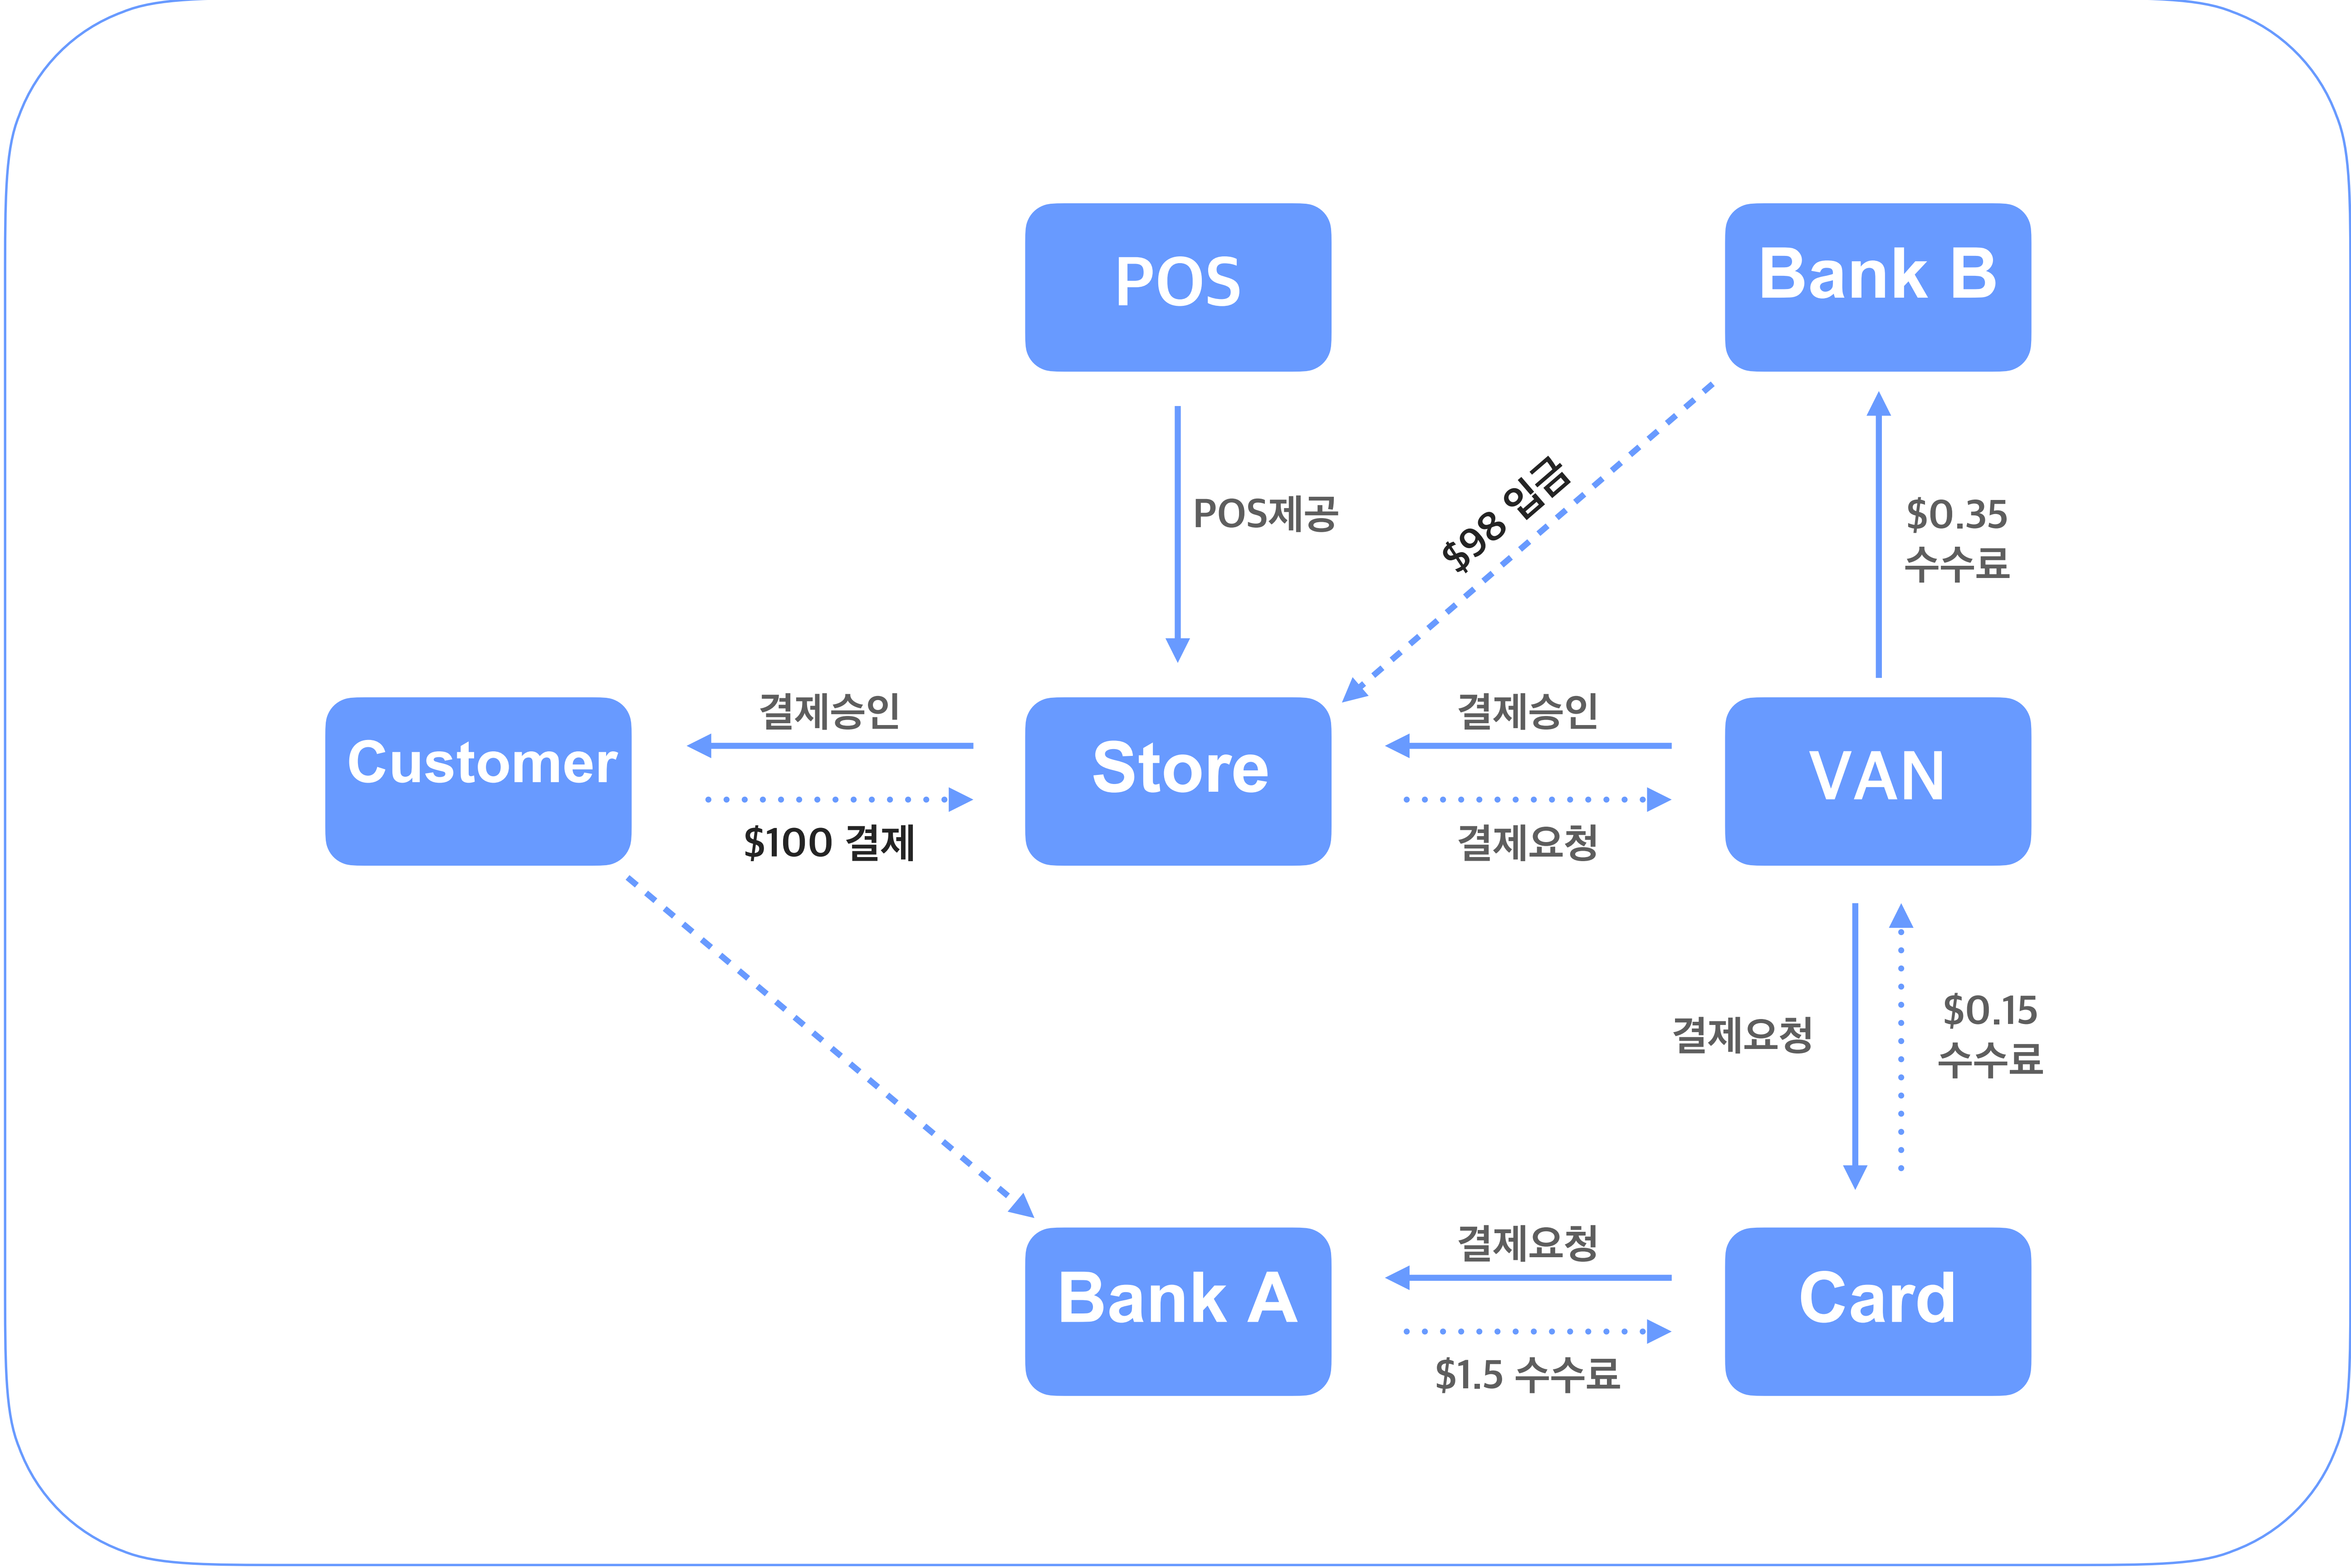 POS
Bank B
POS제공
$98 입금
$0.35
수수료
결제승인
결제승인
Customer
Store
VAN
$100 결제
결제요청
결제요청
$0.15
수수료
결제요청
Bank A
Card
$1.5 수수료